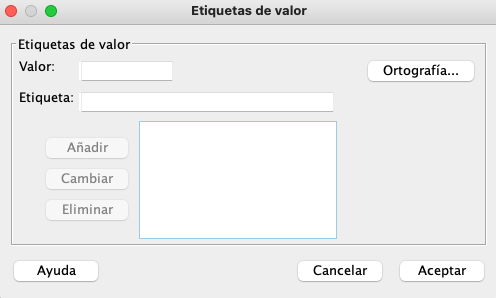 Etiquetas de valor
Etiquetas de valor
Valor:
Ortografía...
Etiqueta:
Añadir
Cambiar
Eliminar
Ayuda
Cancelar
Aceptar